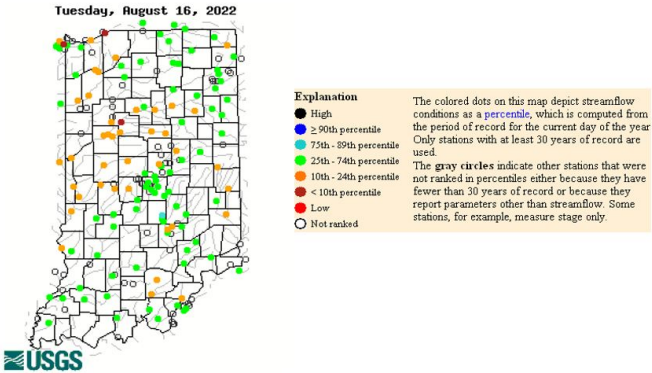 Tuesday, August 16, 2022
Explanation
High
≥ 90th percentile
75th - 89th percentile
25th - 74th percentile
10th - 24th percentile
< 10th percentile
Low
Not ranked
The colored dots on this map depict streamflow
conditions as a percentile, which is computed from
the period of record for the current day of the year
Only stations with at least 30 years of record are
used.
The gray circles indicate other stations that were
not ranked in percentiles either because they have
fewer than 30 years of record or because they
report parameters other than streamflow. Some
stations, for example, measure stage only.
USGS